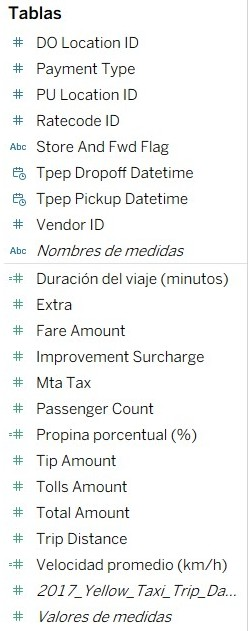 Tablas
# DO Location ID
# Payment Type
# PU Location ID
# Ratecode ID
Abc Store And Fwd Flag
Tpep Dropoff Datetime
Tpep Pickup Datetime
# Vendor ID
Abc Nombres de medidas
=# Duración del viaje (minutos)
# Extra
# Fare Amount
# Improvement Surcharge
# Mta Tax
# Passenger Count
=# Propina porcentual (%)
# Tip Amount
# Tolls Amount
# Total Amount
# Trip Distance
=# Velocidad promedio (km/h)
# 2017_Yellow_Taxi_Trip_Da...
# Valores de medidas